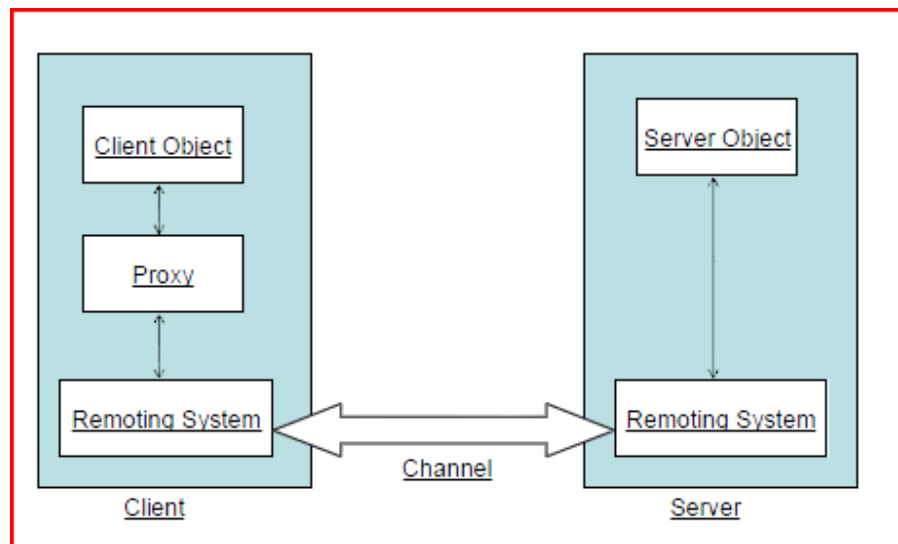 Client Object
Server Object
Proxy
Remoting System
Remoting System
Channel
Client
Server